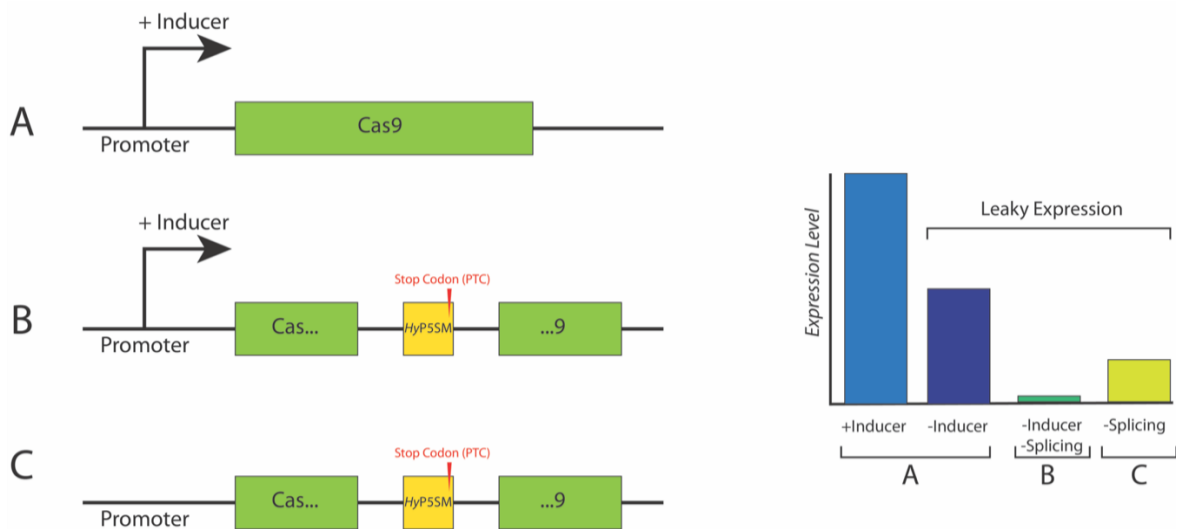 + Inducer
A
Cas9
Promoter
+ Inducer
Stop Codon (PTC)
B
Cas...
HyP5SM
...9
Promoter
Stop Codon (PTC)
C
Cas...
HyP5SM
...9
Promoter
Leaky Expression
Expression Level
+Inducer
-Inducer
-Inducer
-Splicing
-Splicing
A
B
C